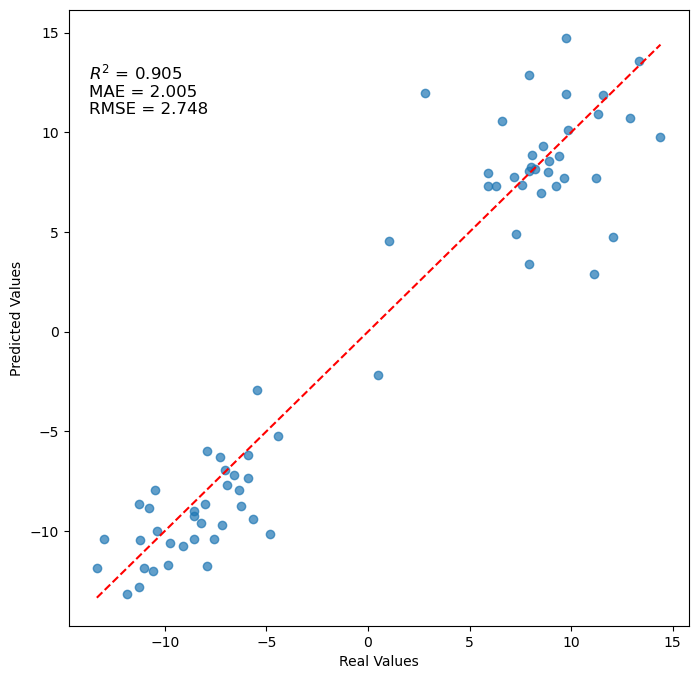 R² = 0.905
MAE = 2.005
RMSE = 2.748
15
10
5
0
−5
−10
Predicted Values
−10 −5 0 5 10 15
Real Values